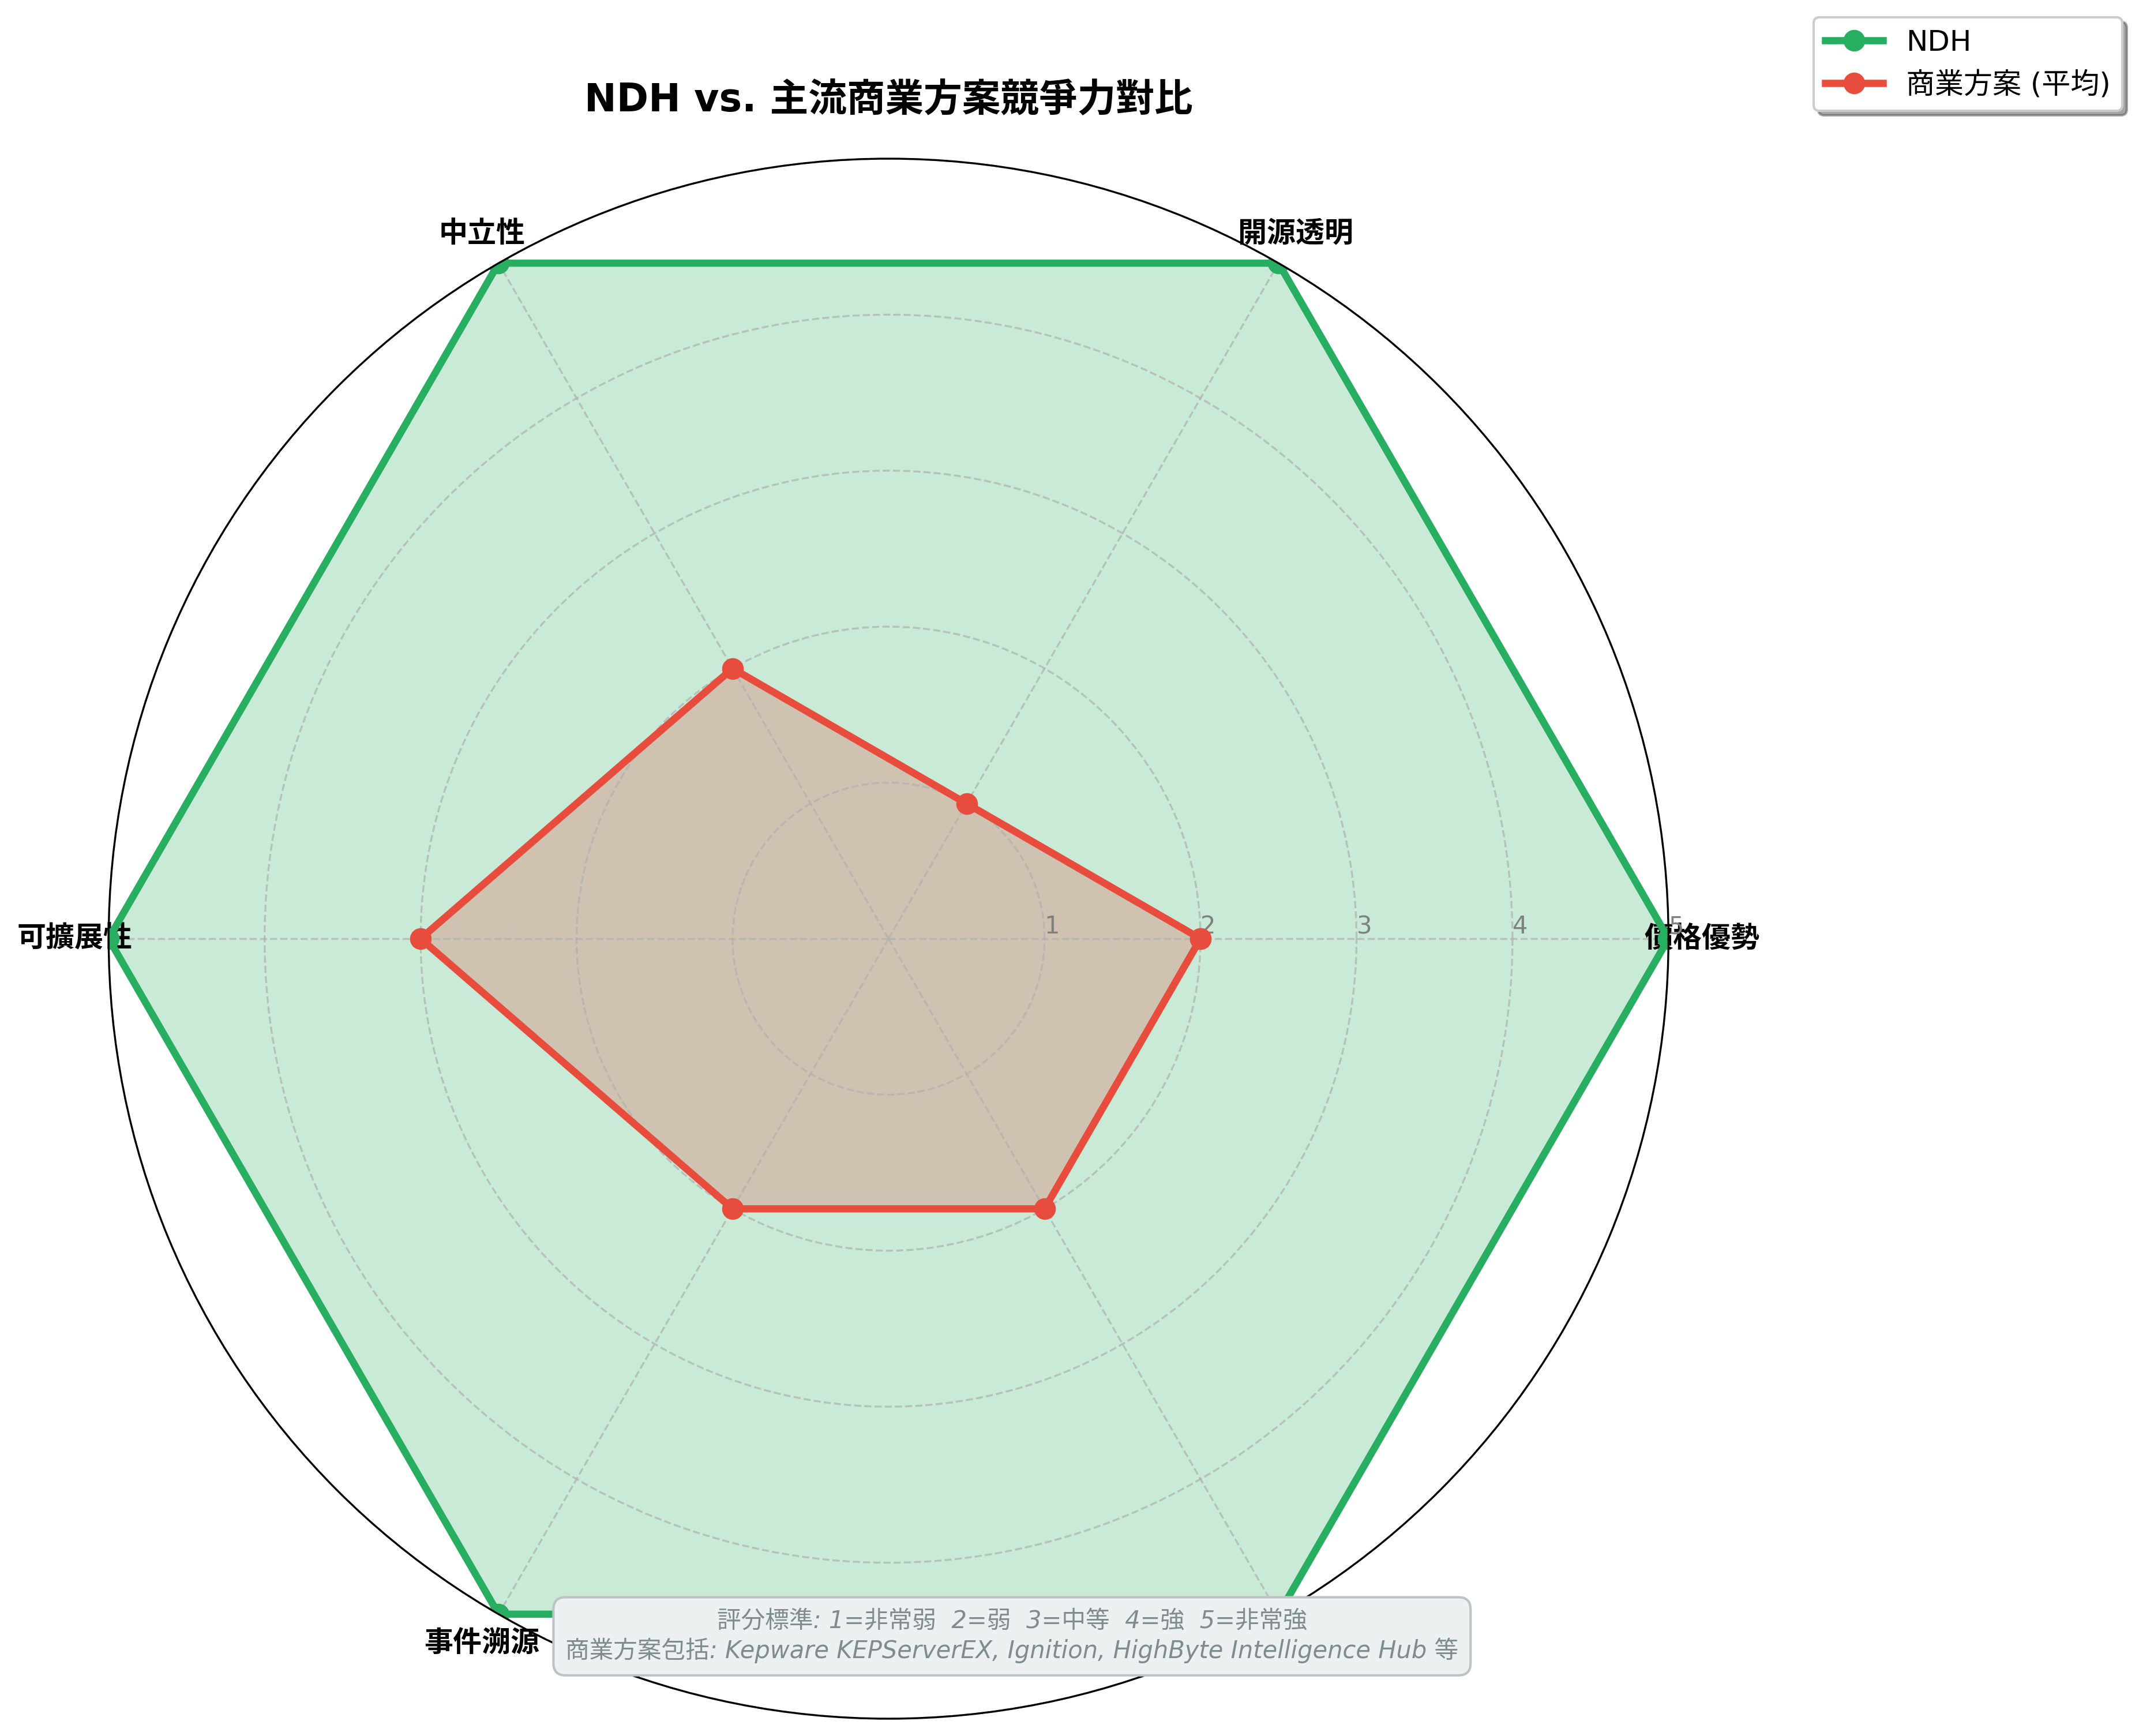 NDH
商業方案 (平均)
NDH vs. 主流商業方案競爭力對比
中立性
開源透明
可擴展性
1
2
3
4
5
價格優勢
事件溯源
評分標準: 1=非常弱 2=弱 3=中等 4=強 5=非常強
商業方案包括: Kepware KEPServerEX, Ignition, HighByte Intelligence Hub 等